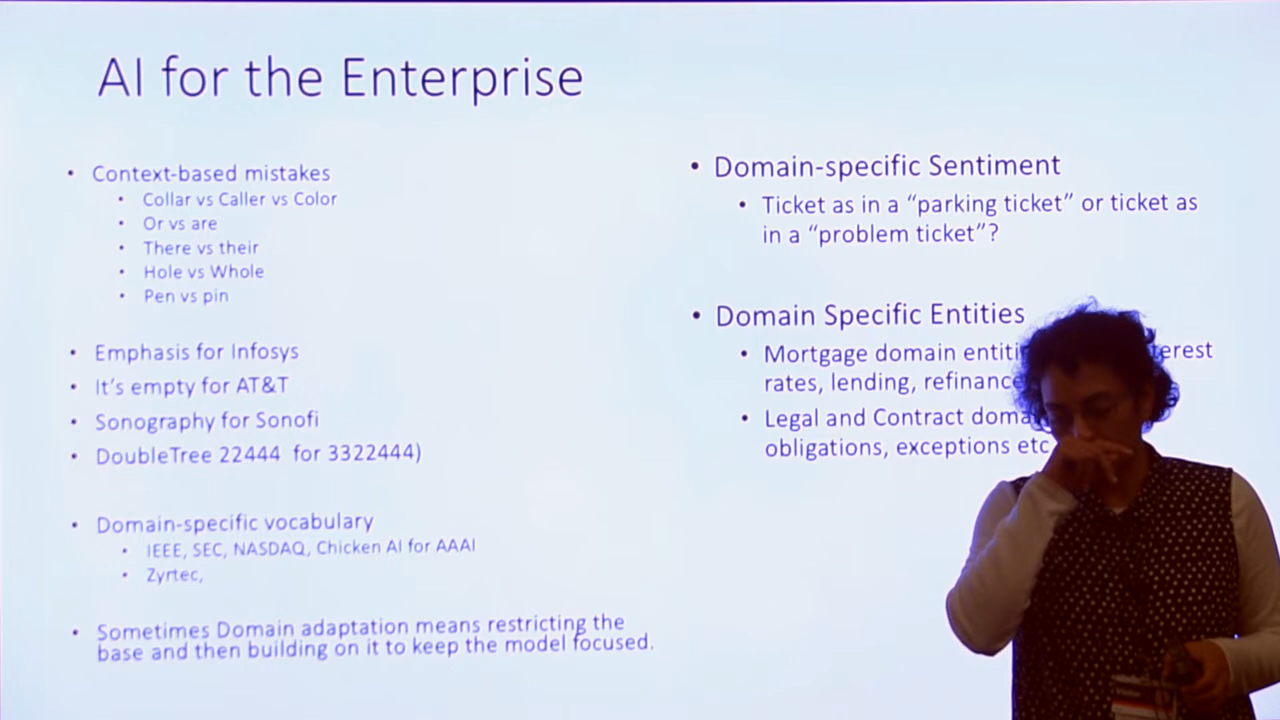 AI for the Enterprise
• Context-based mistakes
• Collar vs Caller vs Color
• Or vs are
• There vs their
• Hole vs Whole
• Pen vs pin
• Emphasis for Infosys
• It's empty for AT&T
• Sonography for Sonofi
• DoubleTree 22444 for 3322444)
• Domain-specific vocabulary
• IEEE, SEC, NASDAQ, Chicken AI for AAAI
• Zyrtec,
• Sometimes Domain adaptation means restricting the
base and then building on it to keep the model focused.
• Domain-specific Sentiment
• Ticket as in a “parking ticket” or ticket as
in a “problem ticket”?
• Domain Specific Entities
• Mortgage domain
rates, lending, refinance
• Legal and Contract
obligations, exceptions etc